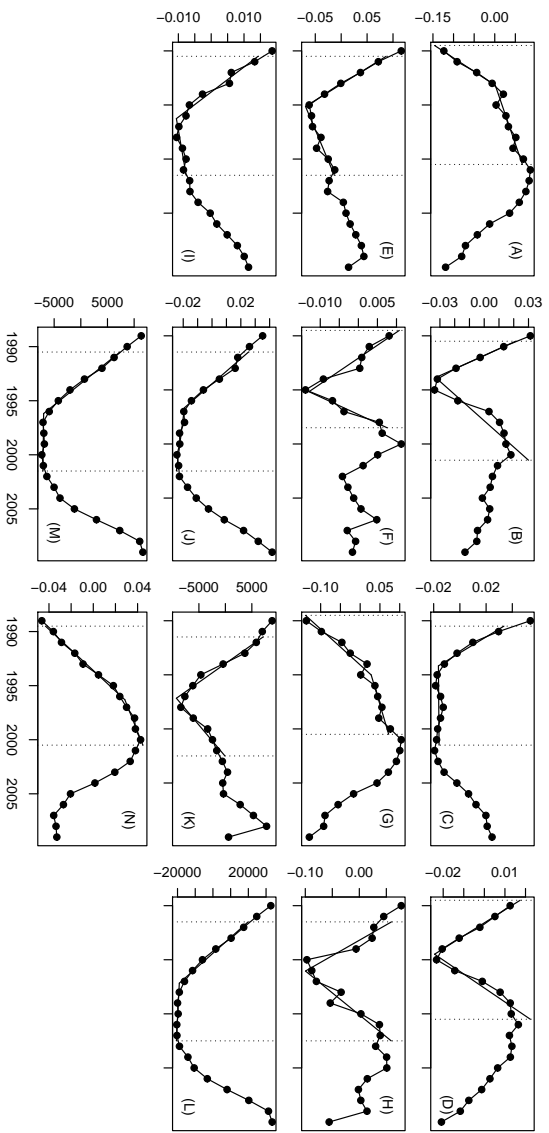 −0.15 0.00
(A)
−0.03 0.00 0.03
(B)
−0.02 0.02
(C)
−0.02 0.01
(D)
−0.05 0.05
(E)
−0.010 0.005
(F)
−0.10 0.05
(G)
−0.10 0.00
(H)
−0.010 0.010
(I)
−0.02 0.02
(J)
−5000 5000
(K)
−20000 20000
(L)
−5000 5000
(M)
1990 1995 2000 2005
−0.04 0.00 0.04
(N)
1990 1995 2000 2005